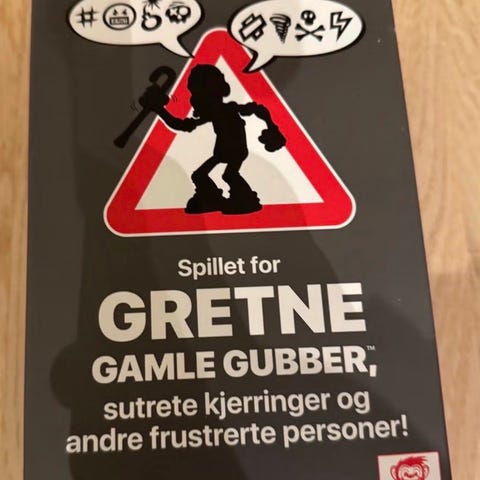 Spillet for
GRETNE
GAMLE GUBBER,™
sutrete kjerringer og
andre frustrerte personer!